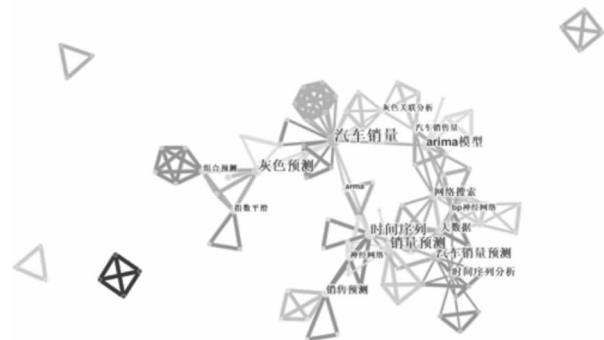 灰色关联分析
汽车销售量
汽车销量
arima模型
组合预测
灰色预测
arma
网络搜索
指数平滑
bp神经网络
时间序列
大数据
销量预测
神经网络
汽车销量预测
时间序列分析
销售预测